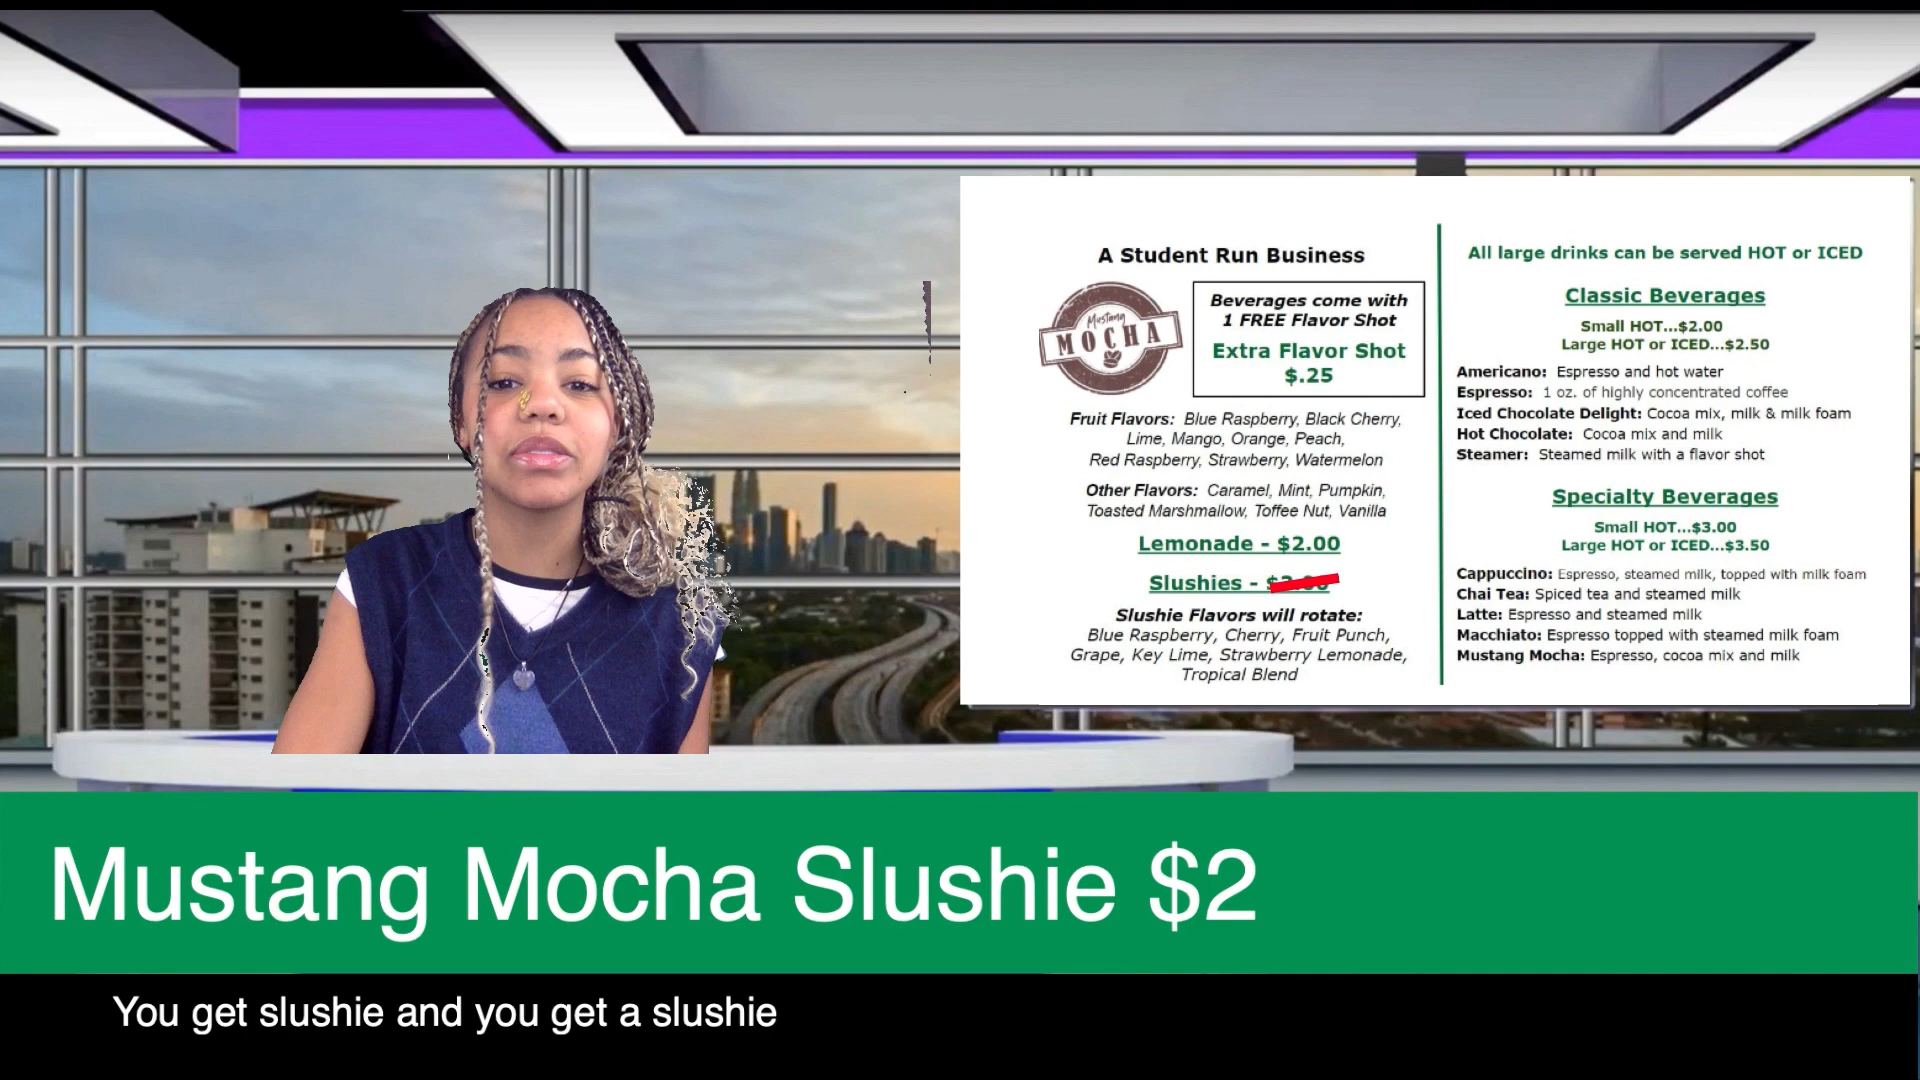 A Student Run Business
Mustang
MOCHA
Beverages come with
1 FREE Flavor Shot
Extra Flavor Shot
$.25
Fruit Flavors: Blue Raspberry, Black Cherry,
Lime, Mango, Orange, Peach,
Red Raspberry, Strawberry, Watermelon
Other Flavors: Caramel, Mint, Pumpkin,
Toasted Marshmallow, Toffee Nut, Vanilla
Lemonade - $2.00
Slushies -
Slushie Flavors will rotate:
Blue Raspberry, Cherry, Fruit Punch,
Grape, Key Lime, Strawberry Lemonade,
Tropical Blend
All large drinks can be served HOT or ICED
Classic Beverages
Small HOT...$2.00
Large HOT or ICED...$2.50
Americano: Espresso and hot water
Espresso: 1 oz. of highly concentrated coffee
Iced Chocolate Delight: Cocoa mix, milk & milk foam
Hot Chocolate: Cocoa mix and milk
Steamer: Steamed milk with a flavor shot
Specialty Beverages
Small HOT...$3.00
Large HOT or ICED...$3.50
Cappuccino: Espresso, steamed milk, topped with milk foam
Chai Tea: Spiced tea and steamed milk
Latte: Espresso and steamed milk
Macchiato: Espresso topped with steamed milk foam
Mustang Mocha: Espresso, cocoa mix and milk
Mustang Mocha Slushie $2
You get slushie and you get a slushie